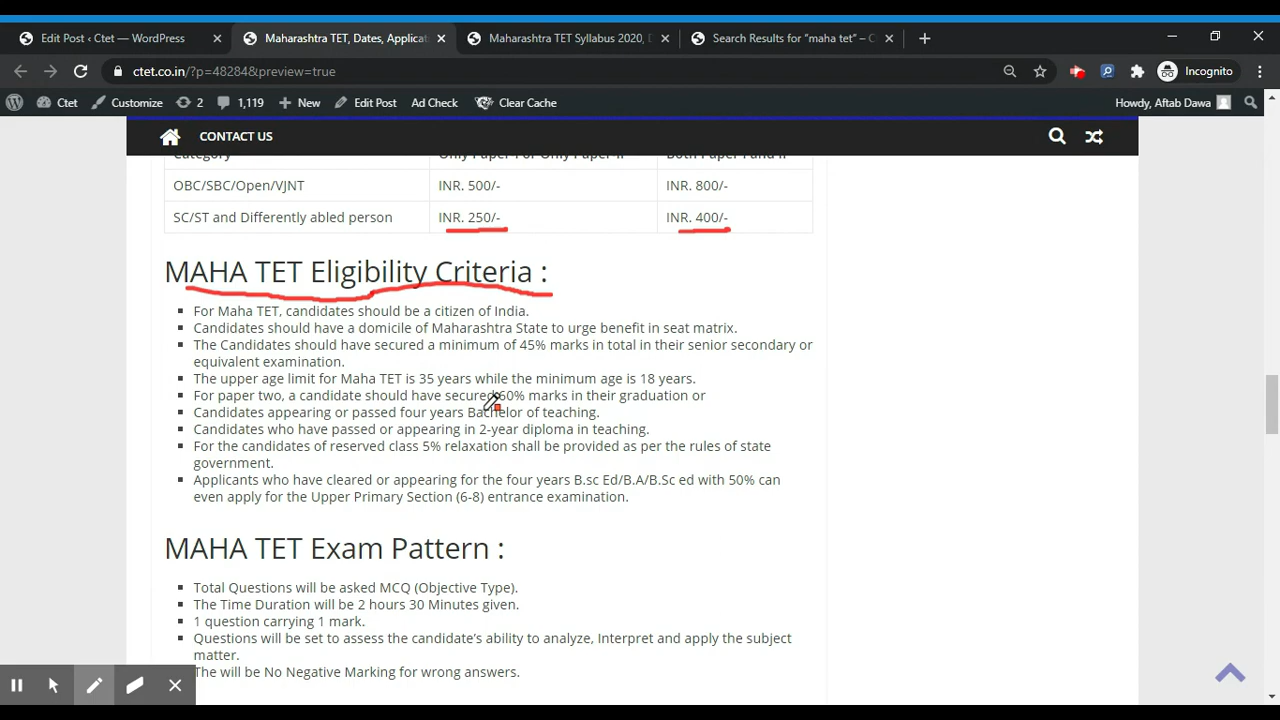 Edit Post ‹ Ctet — WordPress
Maharashtra TET, Dates, Applicat
Maharashtra TET Syllabus 2020, D
Search Results for “maha tet” – C
ctet.co.in/?p=48284&preview=true
Incognito
Ctet
Customize
2
1,119
New
Edit Post
Ad Check
Clear Cache
Howdy, Aftab Dawa
CONTACT US
Category Only Paper I or Only Paper II Both Paper I and II
OBC/SBC/Open/VJNT INR. 500/- INR. 800/-
SC/ST and Differently abled person INR. 250/- INR. 400/-
MAHA TET Eligibility Criteria :
For Maha TET, candidates should be a citizen of India.
Candidates should have a domicile of Maharashtra State to urge benefit in seat matrix.
The Candidates should have secured a minimum of 45% marks in total in their senior secondary or
equivalent examination.
The upper age limit for Maha TET is 35 years while the minimum age is 18 years.
For paper two, a candidate should have secured 60% marks in their graduation or
Candidates appearing or passed four years Bachelor of teaching.
Candidates who have passed or appearing in 2-year diploma in teaching.
For the candidates of reserved class 5% relaxation shall be provided as per the rules of state
government.
Applicants who have cleared or appearing for the four years B.sc Ed/B.A/B.Sc ed with 50% can
even apply for the Upper Primary Section (6-8) entrance examination.
MAHA TET Exam Pattern :
Total Questions will be asked MCQ (Objective Type).
The Time Duration will be 2 hours 30 Minutes given.
1 question carrying 1 mark.
Questions will be set to assess the candidate’s ability to analyze, Interpret and apply the subject
matter.
The will be No Negative Marking for wrong answers.